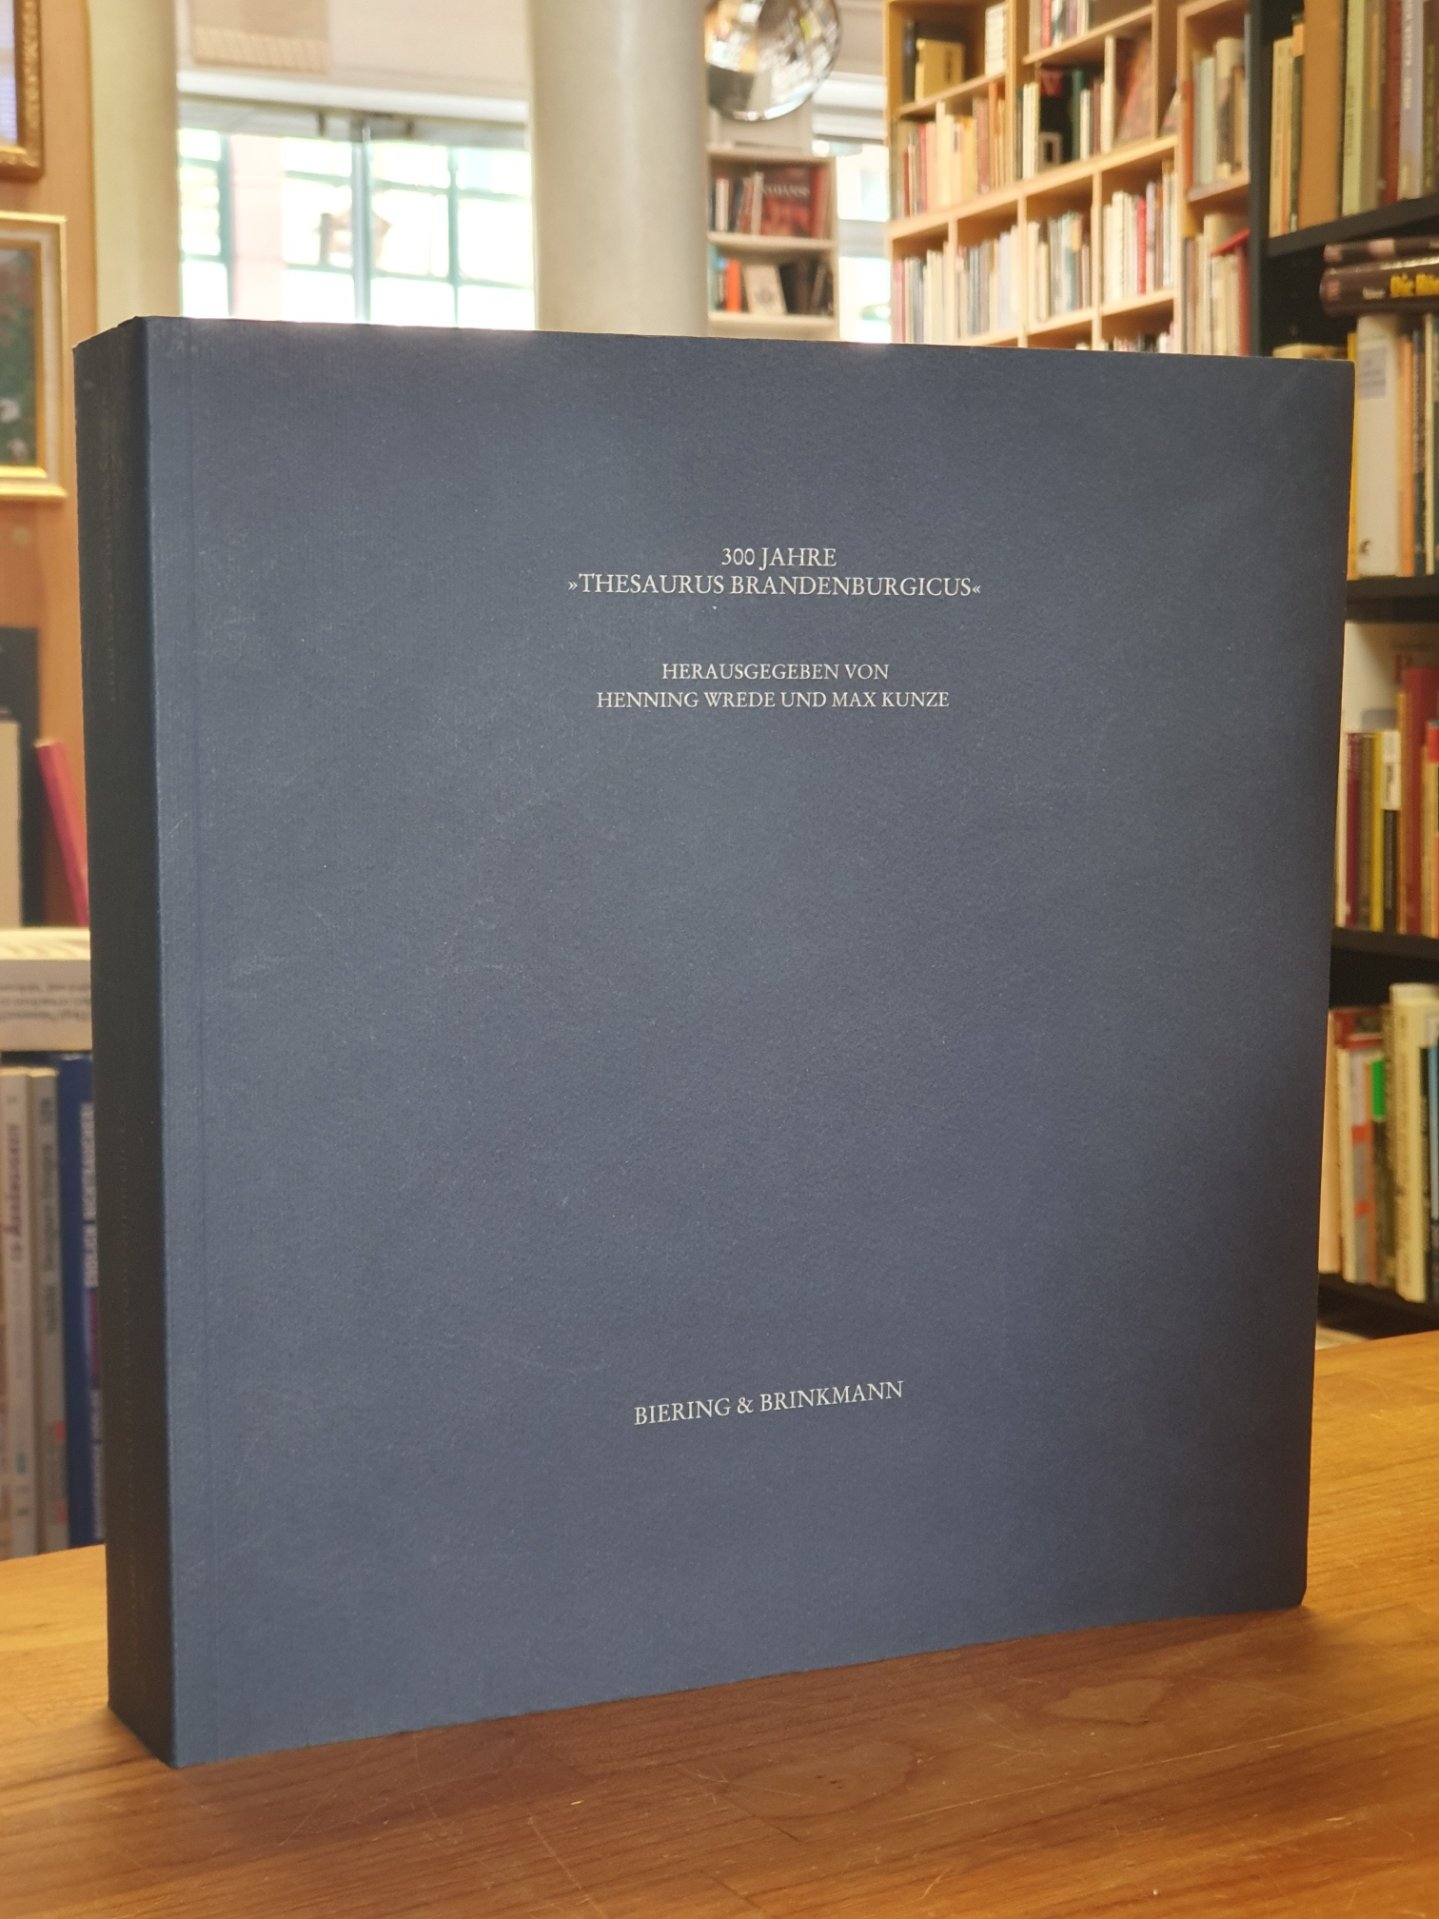 300 JAHRE
»THESAURUS BRANDENBURGICUS«
HERAUSGEGEBEN VON
HENNING WREDE UND MAX KUNZE
BIERING & BRINKMANN